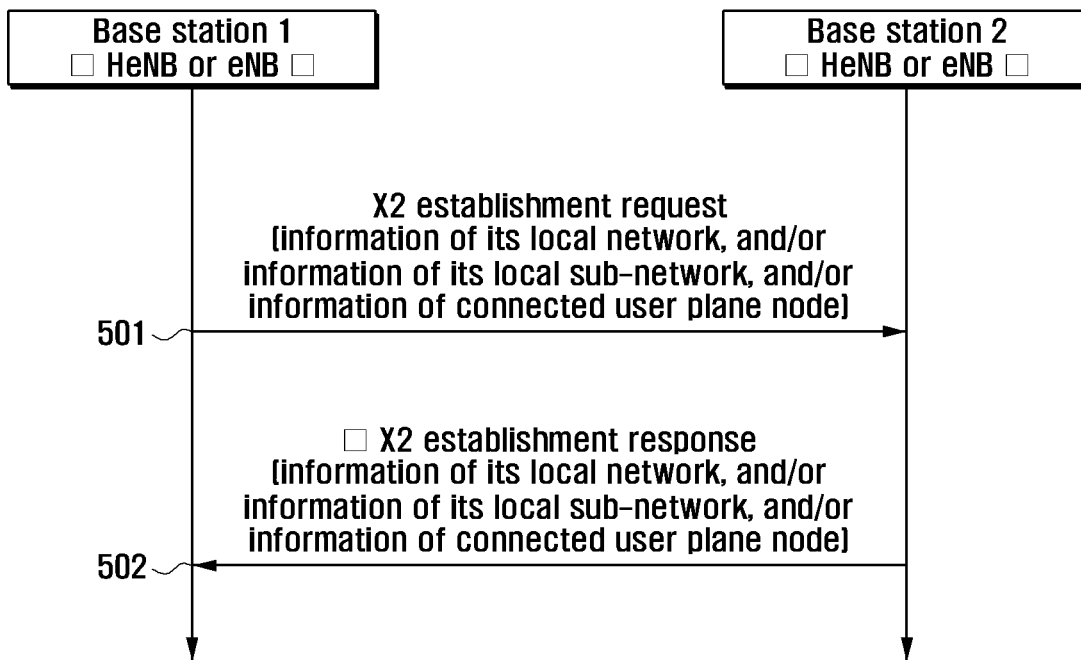 Base station 1
□ HeNB or eNB □
Base station 2
□ HeNB or eNB □
X2 establishment request
(information of its local network, and/or
information of its local sub-network, and/or
information of connected user plane node)
501
□ X2 establishment response
(information of its local network, and/or
information of its local sub-network, and/or
information of connected user plane node)
502